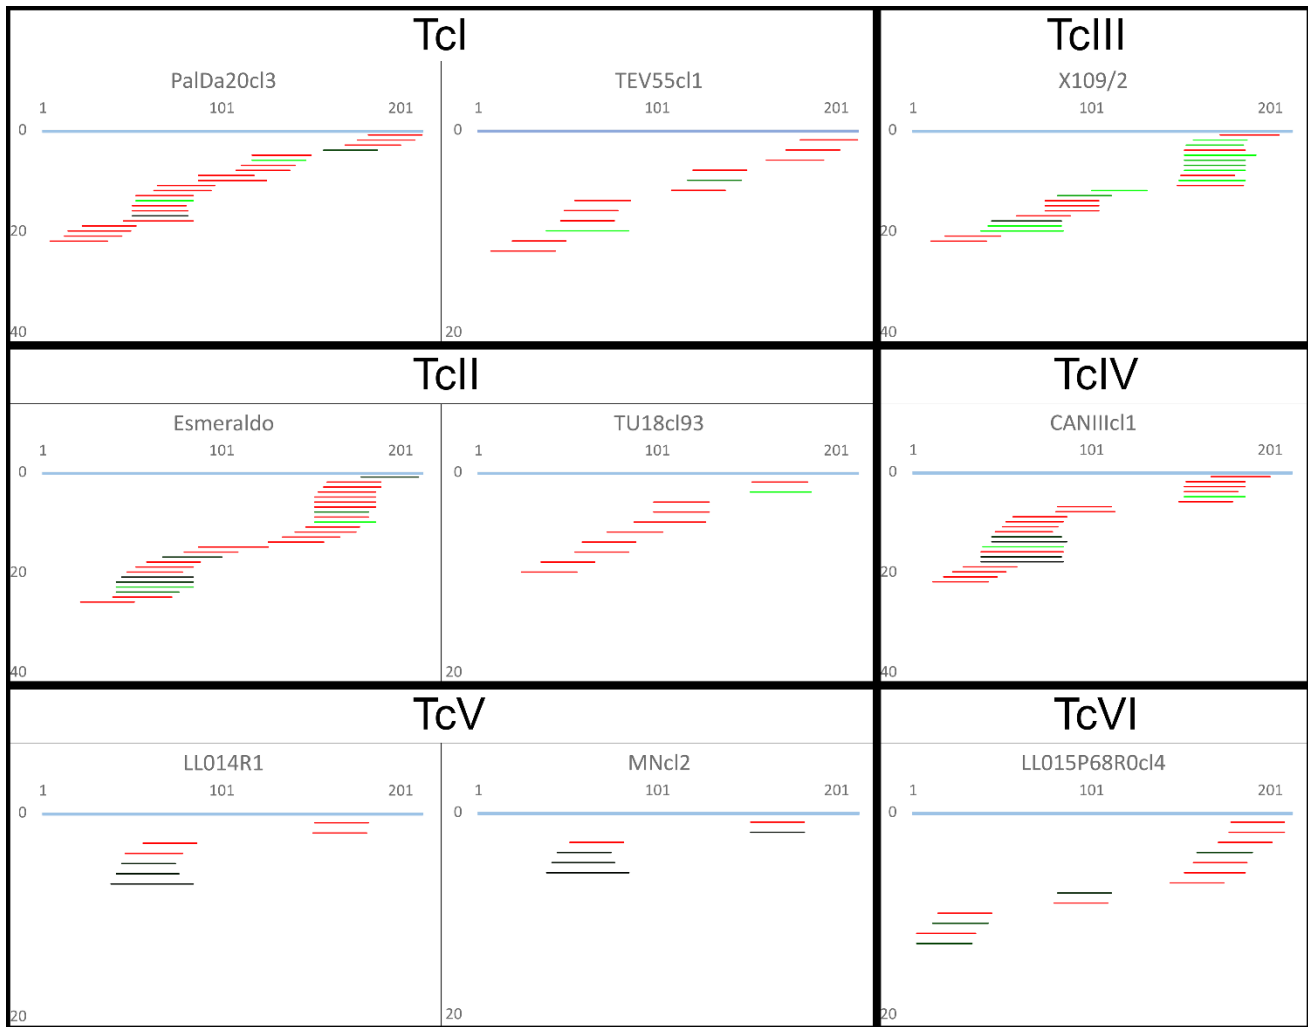 TcI
TcIII
PalDa20cl3
TEV55cl1
X109/2
1 101 201
1 101 201
1 101 201
0
0
0
20
20
40
20
40
TcII
TcIV
Esmeraldo
TU18cl93
CANIIIcl1
1 101 201
1 101 201
1 101 201
0
0
0
20
20
40
20
40
TcV
TcVI
LL014R1
MNcl2
LL015P68R0cl4
1 101 201
1 101 201
1 101 201
0
0
0
20
20
20